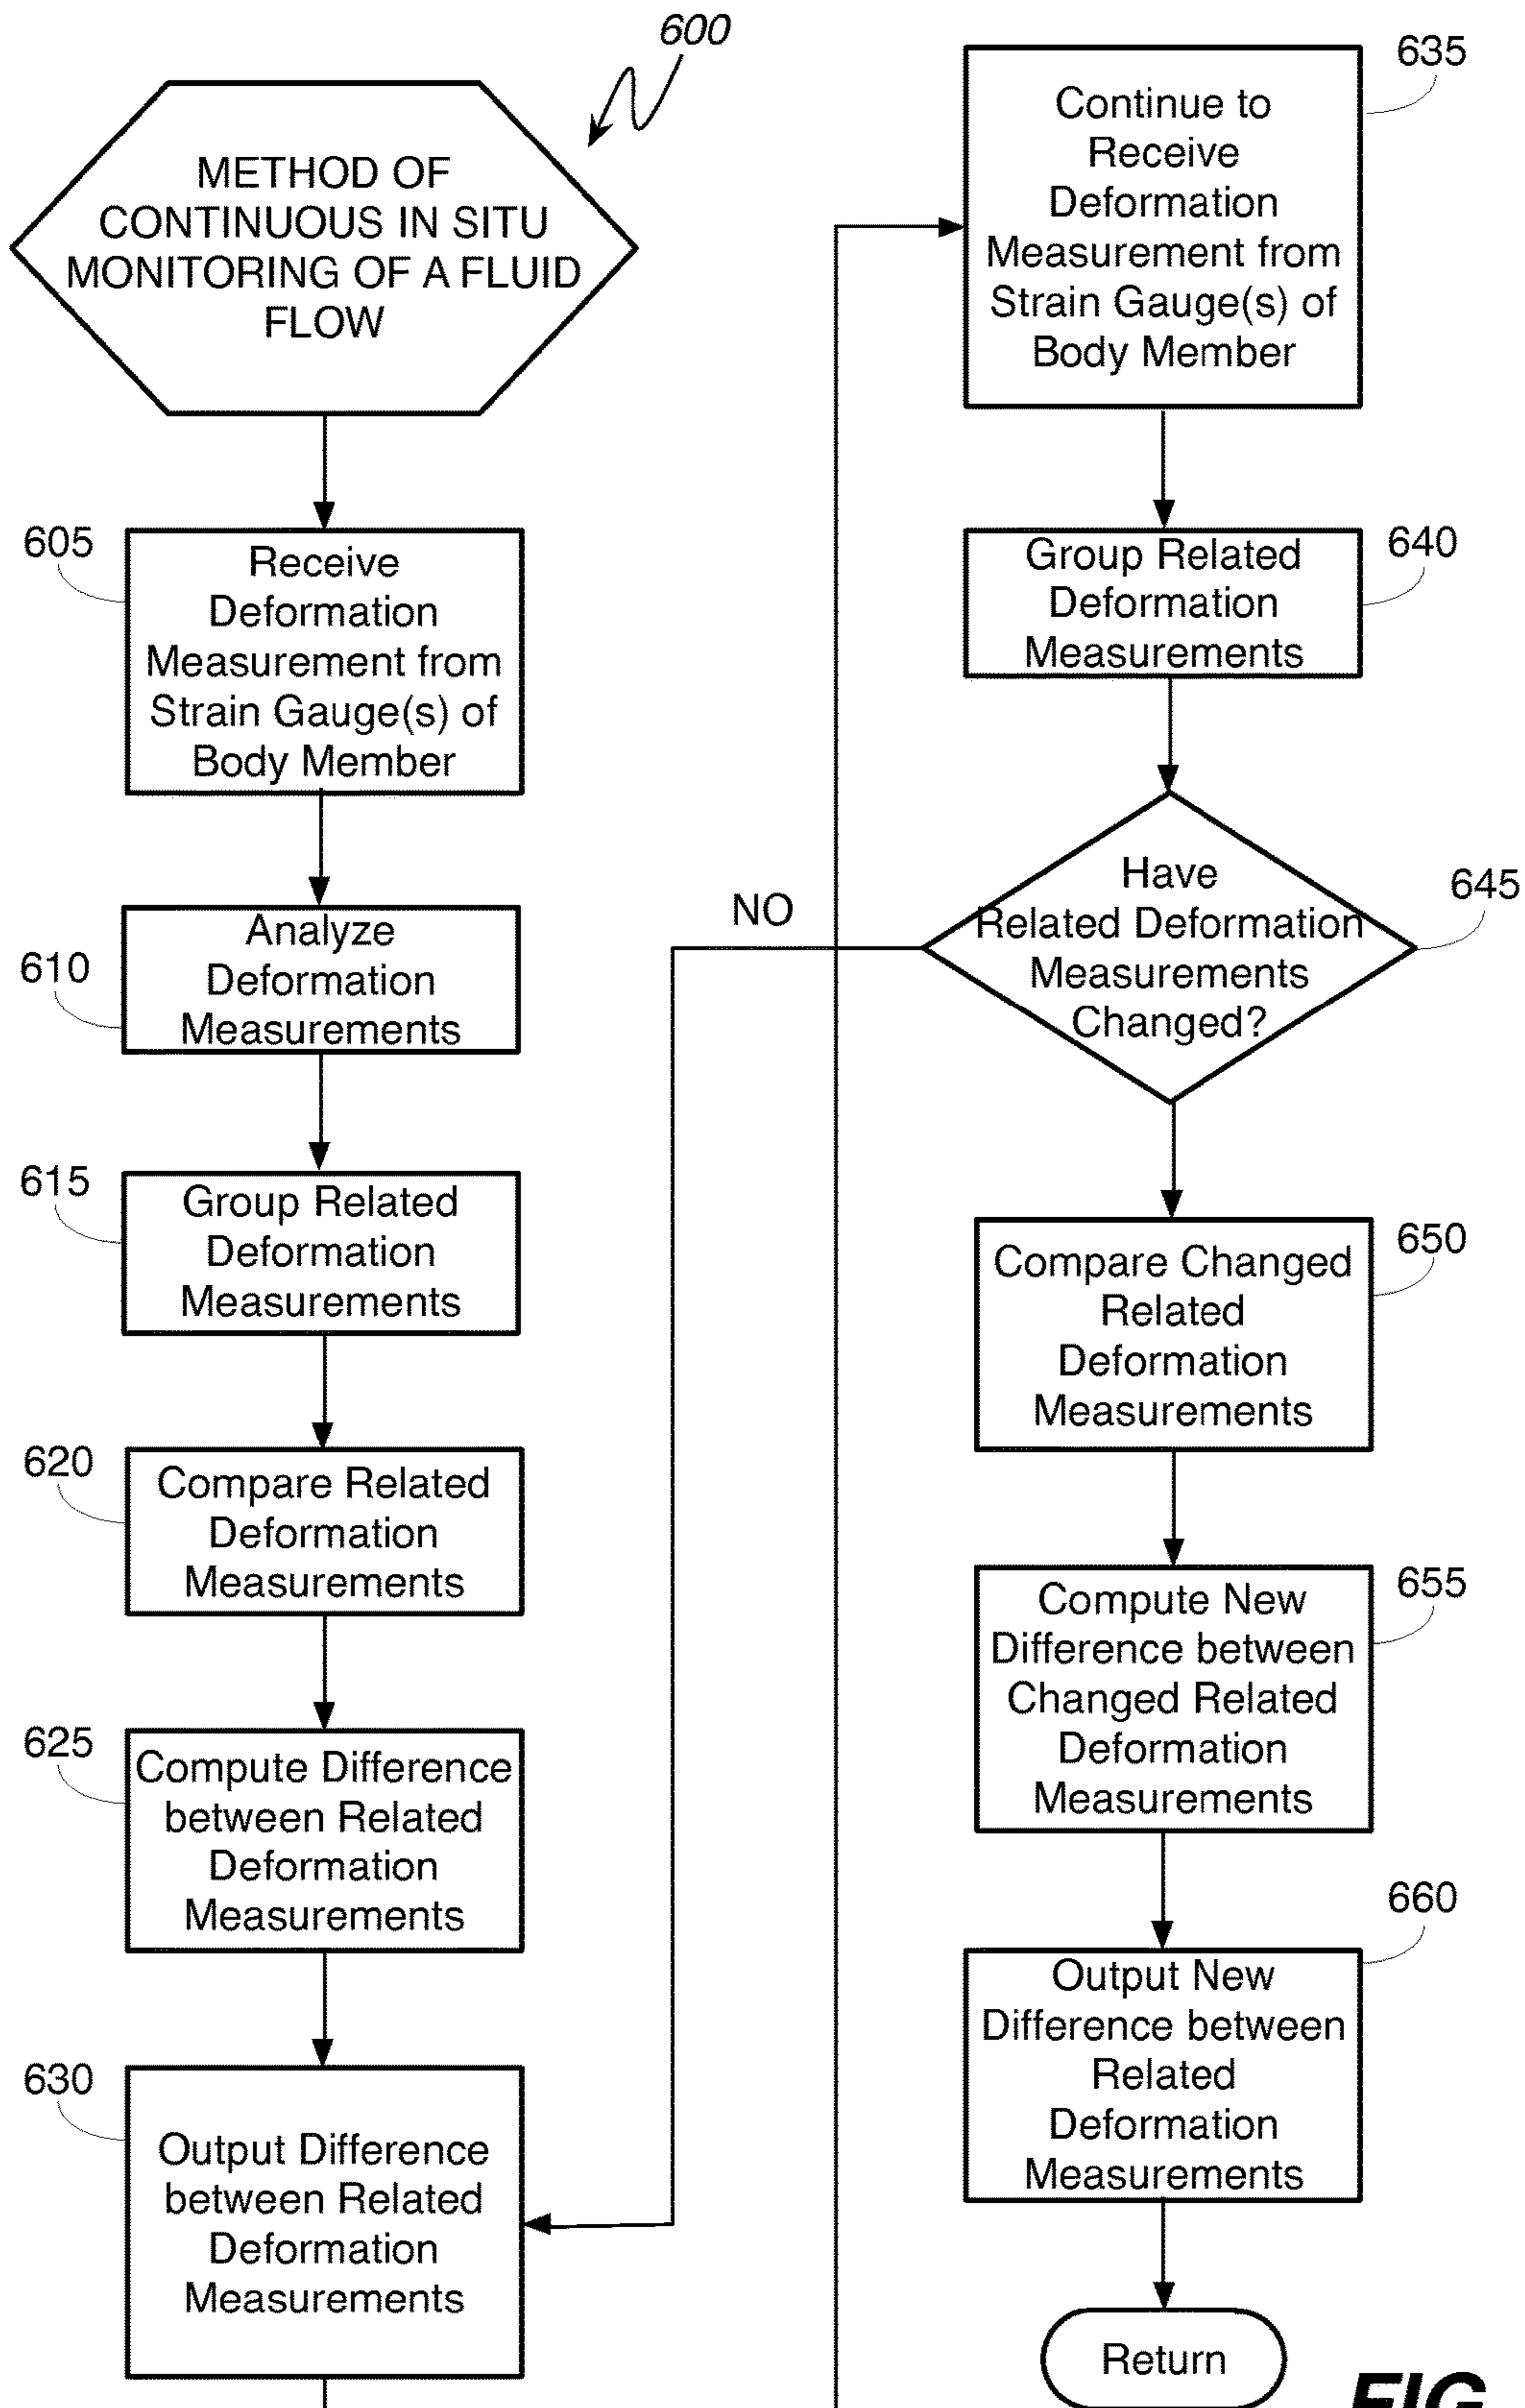 600
METHOD OF
CONTINUOUS IN SITU
MONITORING OF A FLUID
FLOW
605
Receive
Deformation
Measurement from
Strain Gauge(s) of
Body Member
610
Analyze
Deformation
Measurements
615
Group Related
Deformation
Measurements
620
Compare Related
Deformation
Measurements
625
Compute Difference
between Related
Deformation
Measurements
630
Output Difference
between Related
Deformation
Measurements
635
Continue to
Receive
Deformation
Measurement from
Strain Gauge(s) of
Body Member
640
Group Related
Deformation
Measurements
NO
645
Have
Related Deformation
Measurements
Changed?
650
Compare Changed
Related
Deformation
Measurements
655
Compute New
Difference between
Changed Related
Deformation
Measurements
660
Output New
Difference between
Related
Deformation
Measurements
Return
FIG